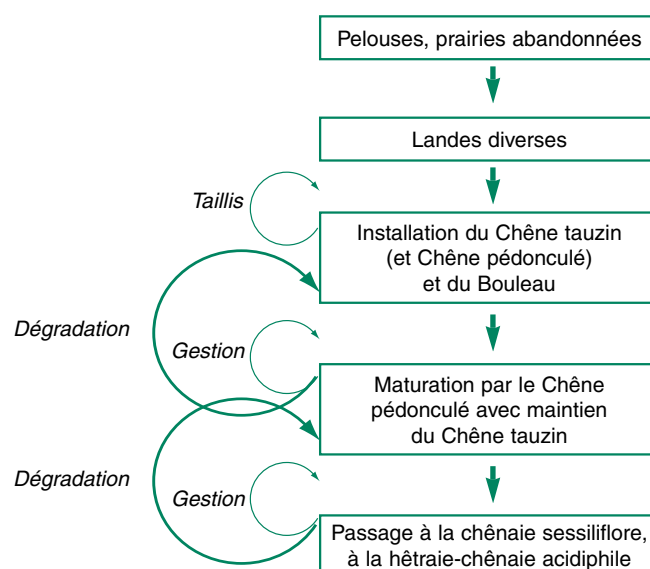 Pelouses, prairies abandonnées
Landes diverses
Taillis
Installation du Chêne tauzin
(et Chêne pédonculé)
et du Bouleau
Dégradation
Gestion
Maturation par le Chêne
pédonculé avec maintien
du Chêne tauzin
Dégradation
Gestion
Passage à la chênaie sessiliflore,
à la hêtraie-chênaie acidiphile